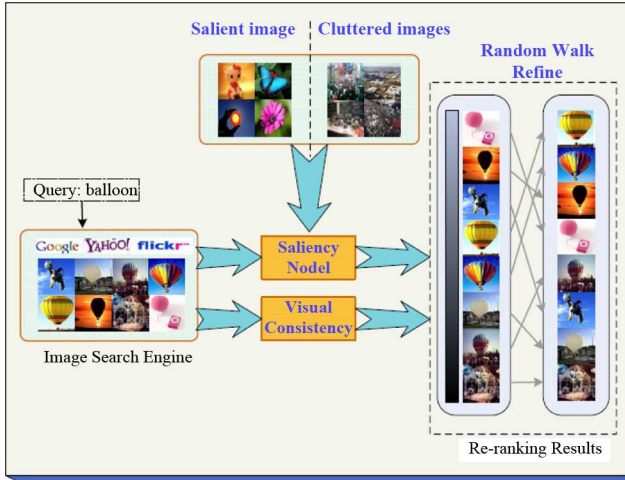 Salient image
Cluttered images
Random Walk
Refine
Query: balloon
Google YAHOO! flickr
Saliency
Nodel
Visual
Consistency
Image Search Engine
Re-ranking Results